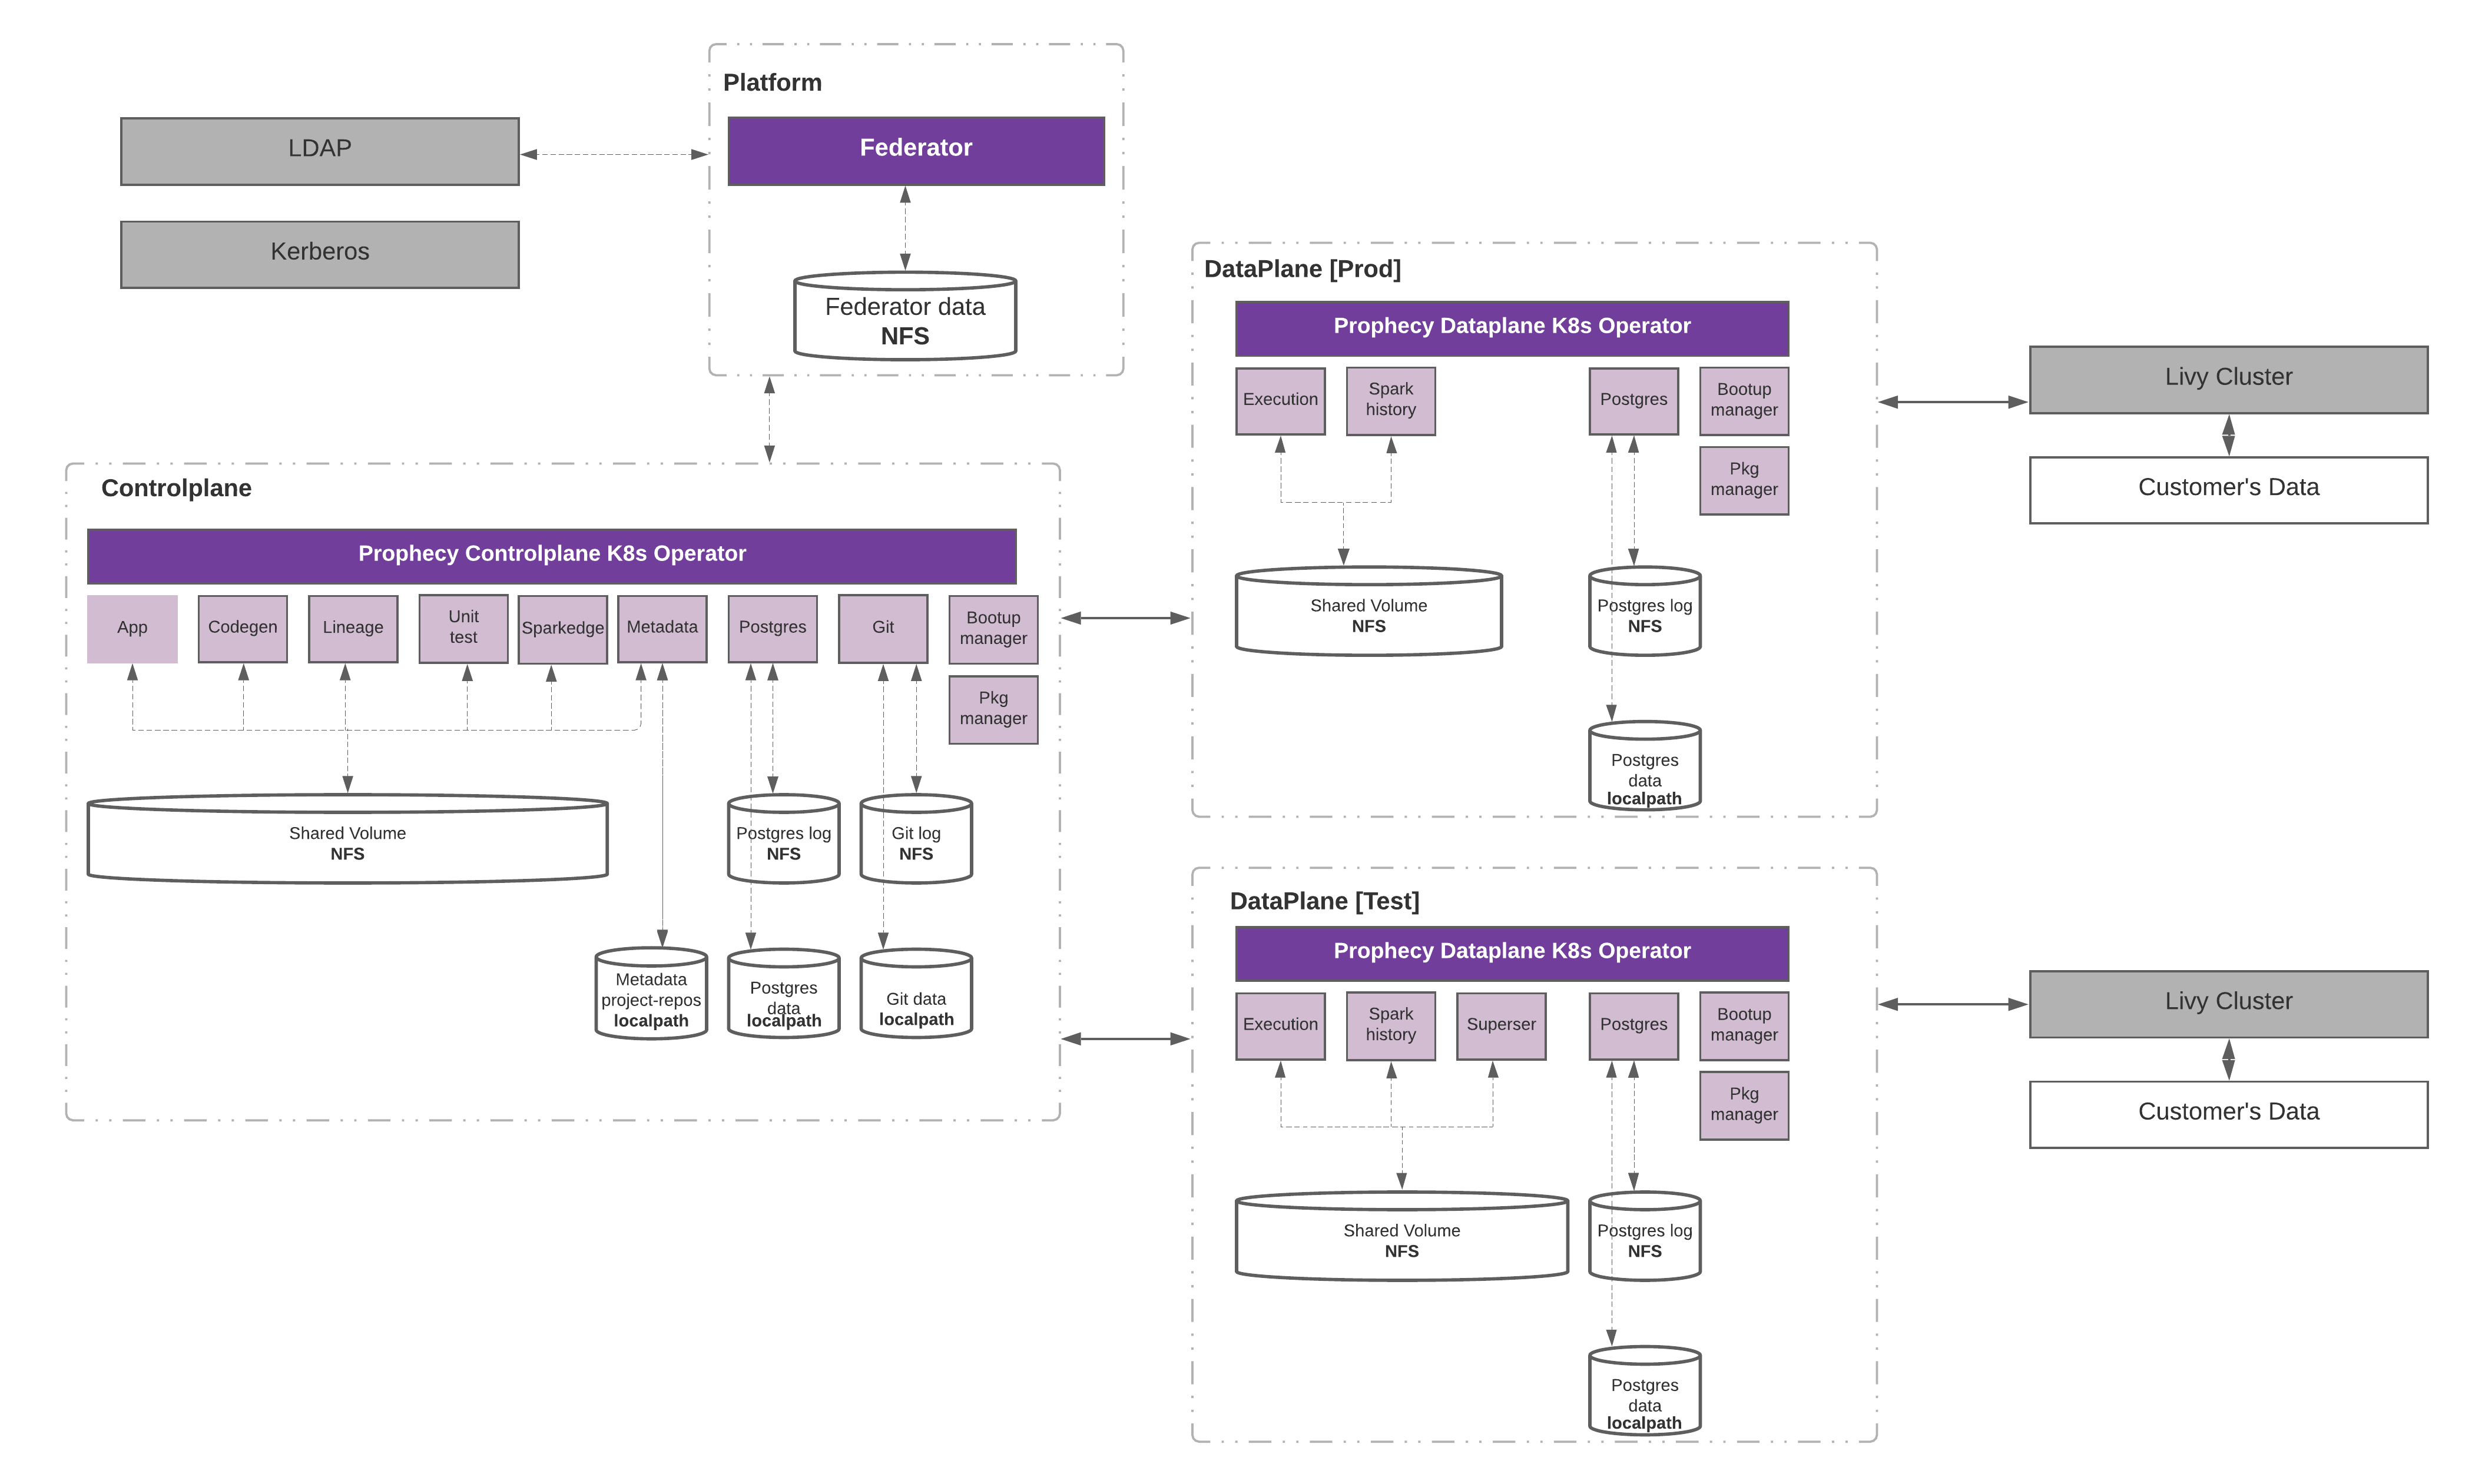 Platform
LDAP
Federator
Kerberos
Federator data
NFS
Controlplane
Prophecy Controlplane K8s Operator
App
Codegen
Lineage
Unit
test
Sparkedge
Metadata
Postgres
Git
Bootup
manager
Pkg
manager
Shared Volume
NFS
Postgres log
NFS
Git log
NFS
Metadata
project-repos
localpath
Postgres
data
localpath
Git data
localpath
DataPlane [Prod]
Prophecy Dataplane K8s Operator
Execution
Spark
history
Postgres
Bootup
manager
Pkg
manager
Shared Volume
NFS
Postgres log
NFS
Postgres
data
localpath
Livy Cluster
Customer's Data
DataPlane [Test]
Prophecy Dataplane K8s Operator
Execution
Spark
history
Superser
Postgres
Bootup
manager
Pkg
manager
Shared Volume
NFS
Postgres log
NFS
Postgres
data
localpath
Livy Cluster
Customer's Data